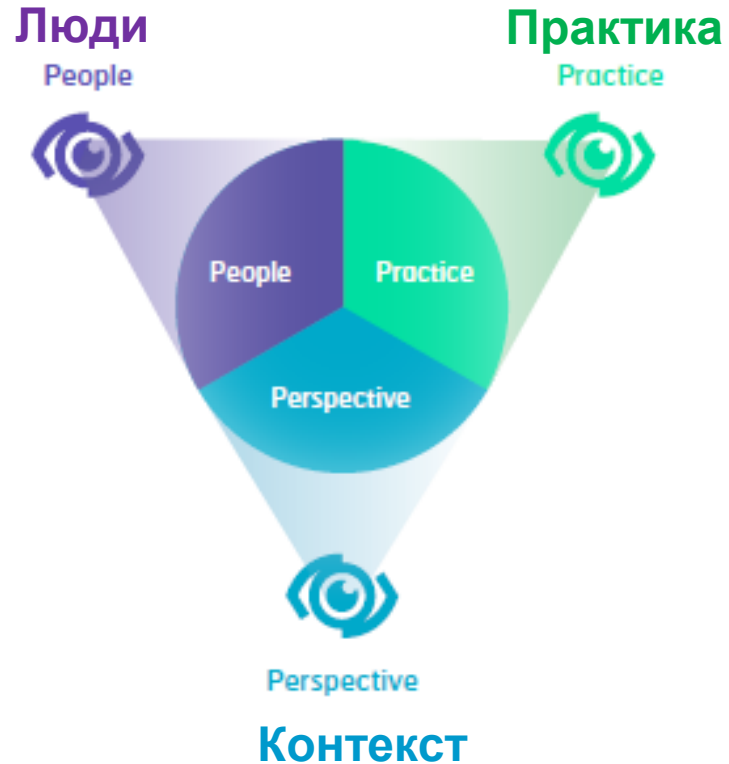 Люди
Практика
People
Practice
People
Practice
Perspective
Perspective
Контекст